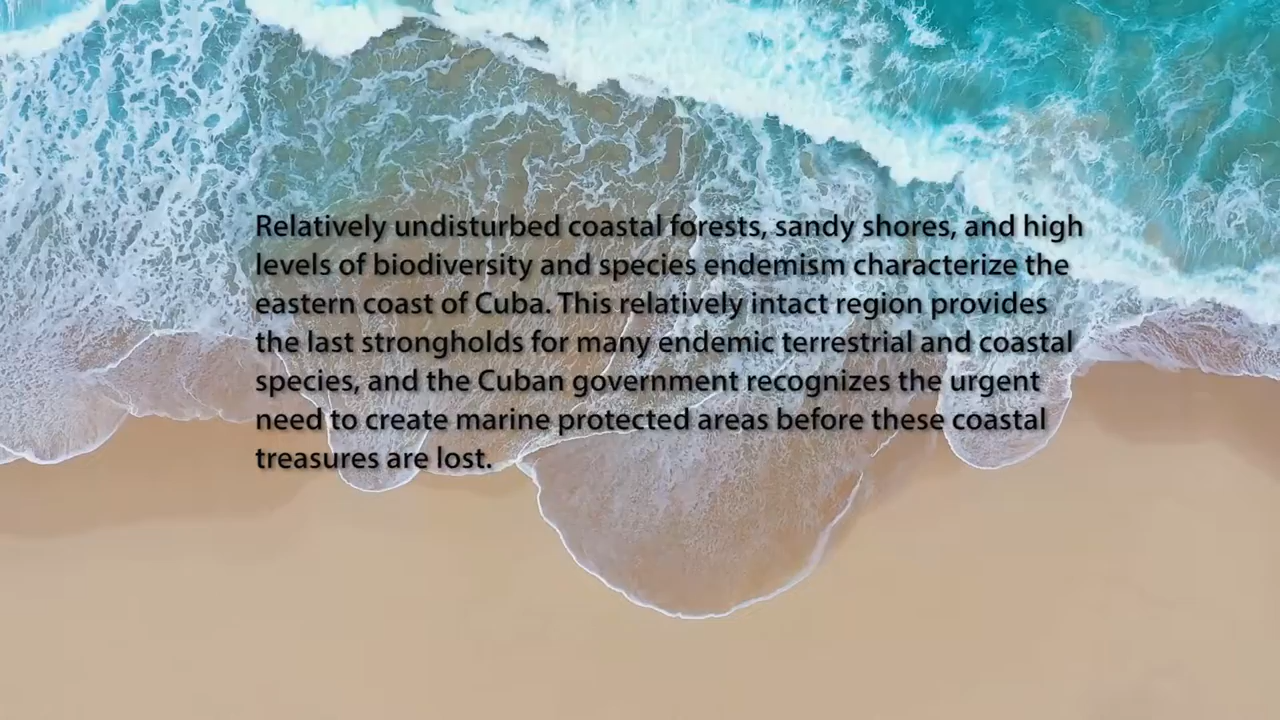 Relatively undisturbed coastal forests, sandy shores, and high
levels of biodiversity and species endemism characterize the
eastern coast of Cuba. This relatively intact region provides
the last strongholds for many endemic terrestrial and coastal
species, and the Cuban government recognizes the urgent
need to create marine protected areas before these coastal
treasures are lost.